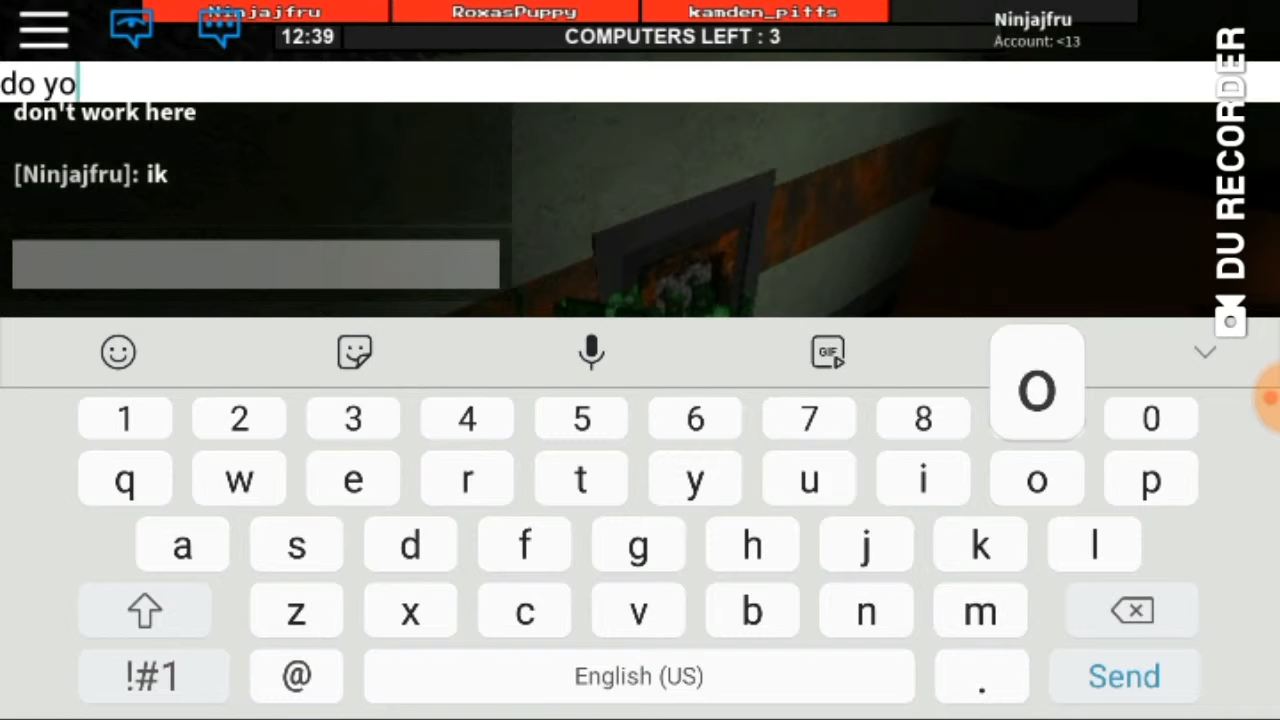 Ninjajfru RoxasPuppy kamden_pitts
Ninjajfru
Account: <13
12:39 COMPUTERS LEFT : 3
do yo
don't work here
[Ninjajfru]: ik
DU RECORDER
GIF
o
1 2 3 4 5 6 7 8 0
q w e r t y u i o p
a s d f g h j k l
z x c v b n m
!#1 @ English (US) . Send